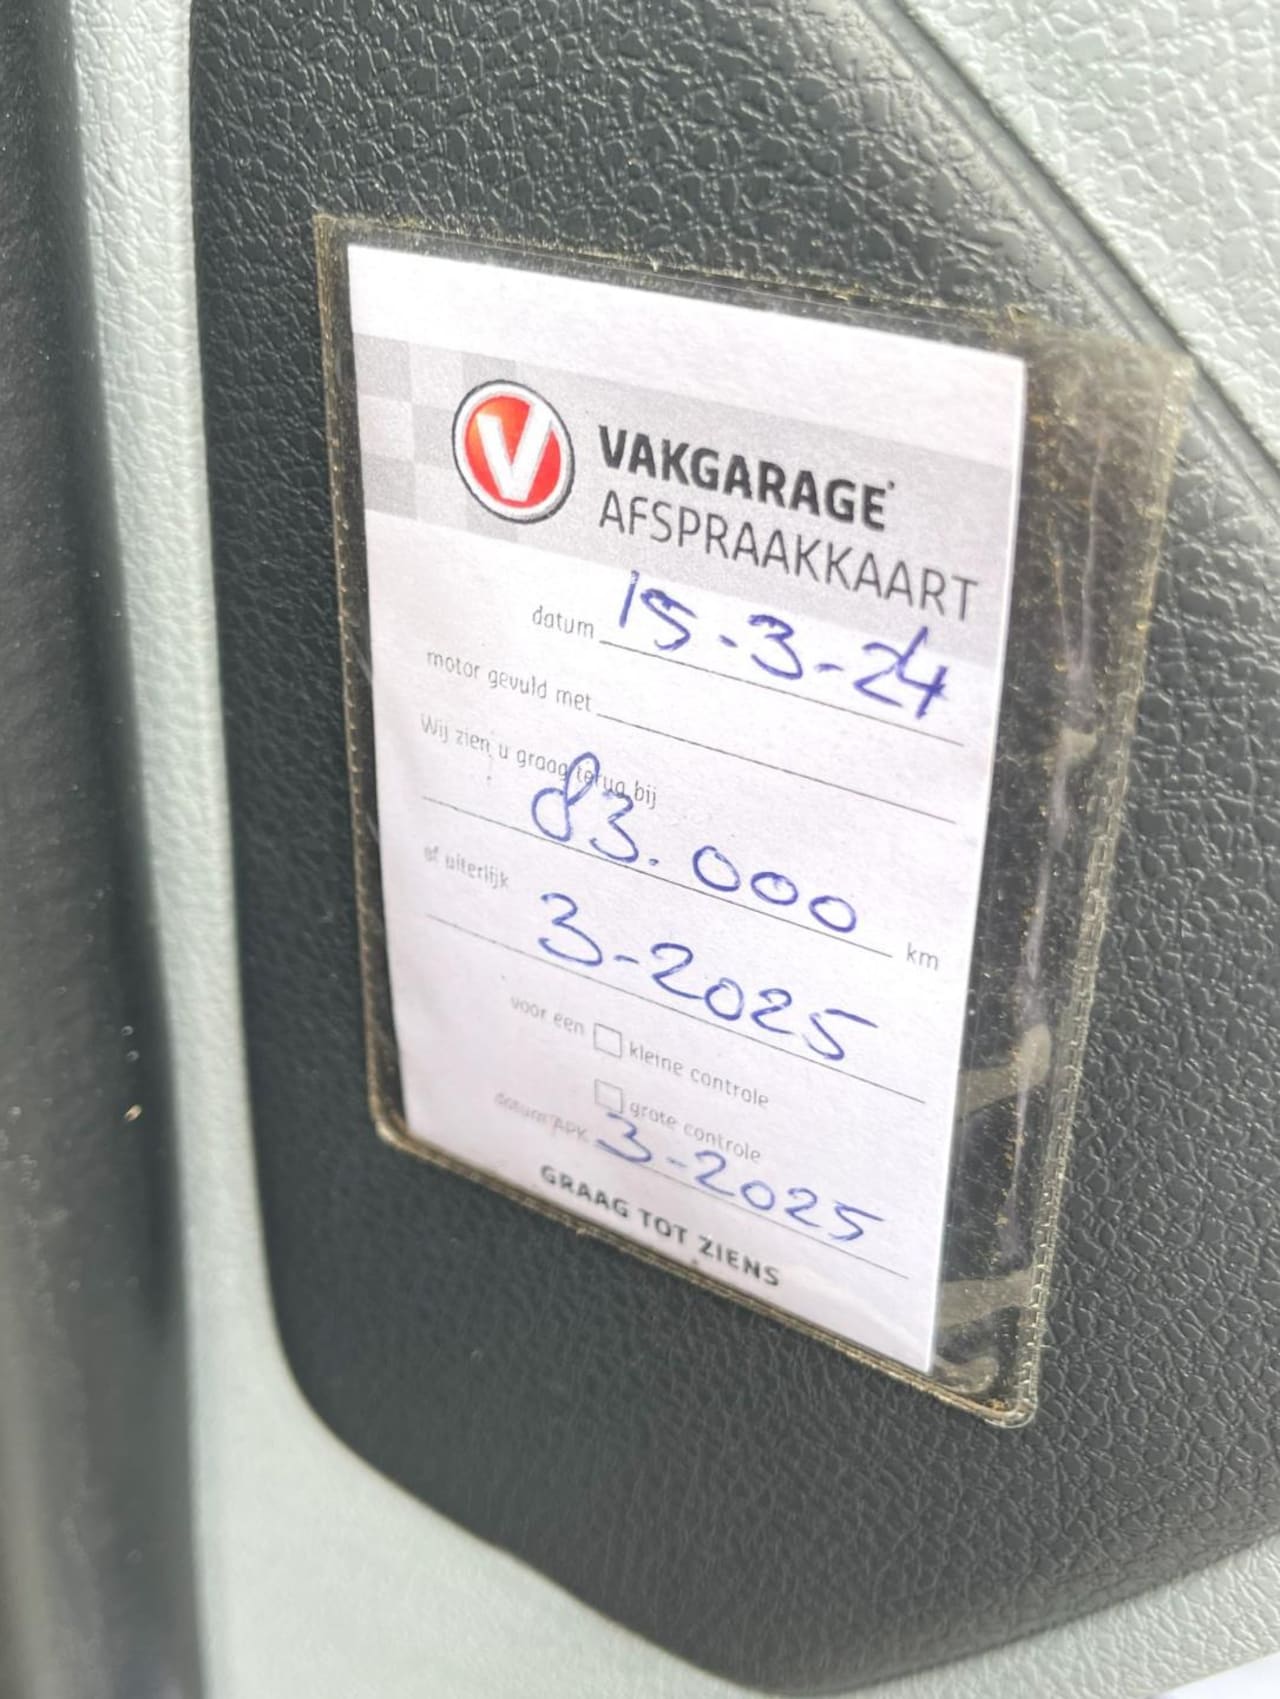 V
VAKGARAGE
AFSPRAAKKAART
datum 15-3-24
motor gevuld met
Wij zien u graag terug bij
83.000 km
of uiterlijk
3-2025
voor een kleine controle
grote controle
datum APK 3-2025
GRAAG TOT ZIENS